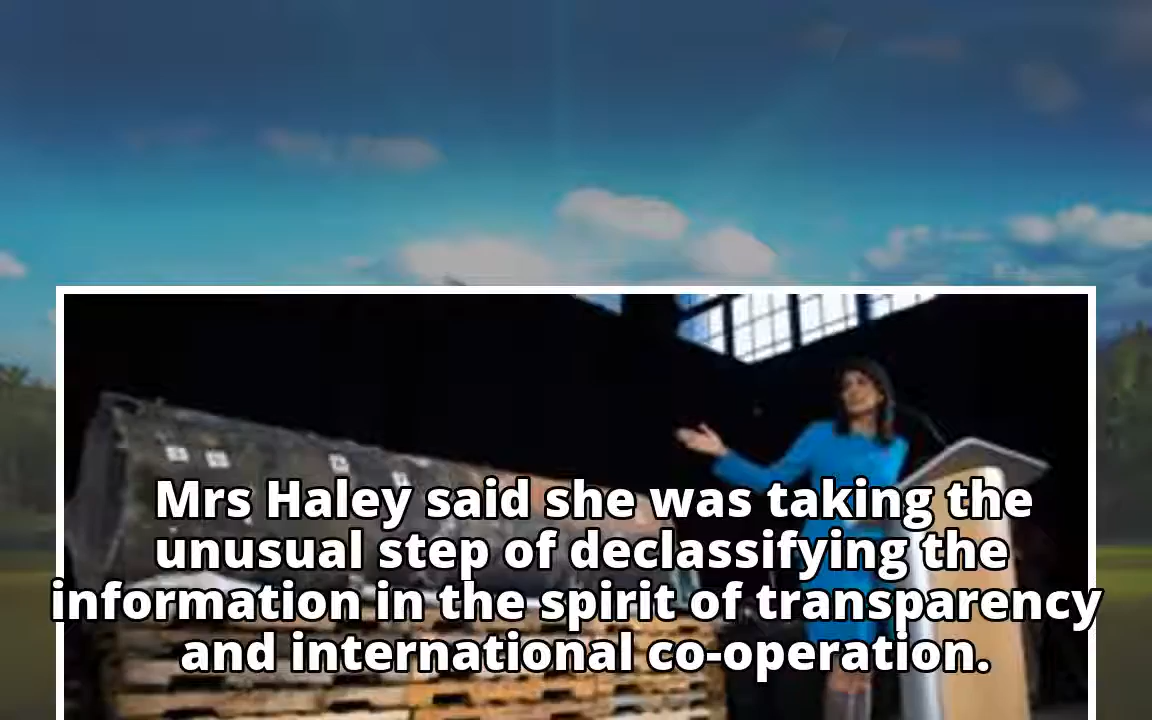 Mrs Haley said she was taking the
unusual step of declassifying the
information in the spirit of transparency
and international co-operation.